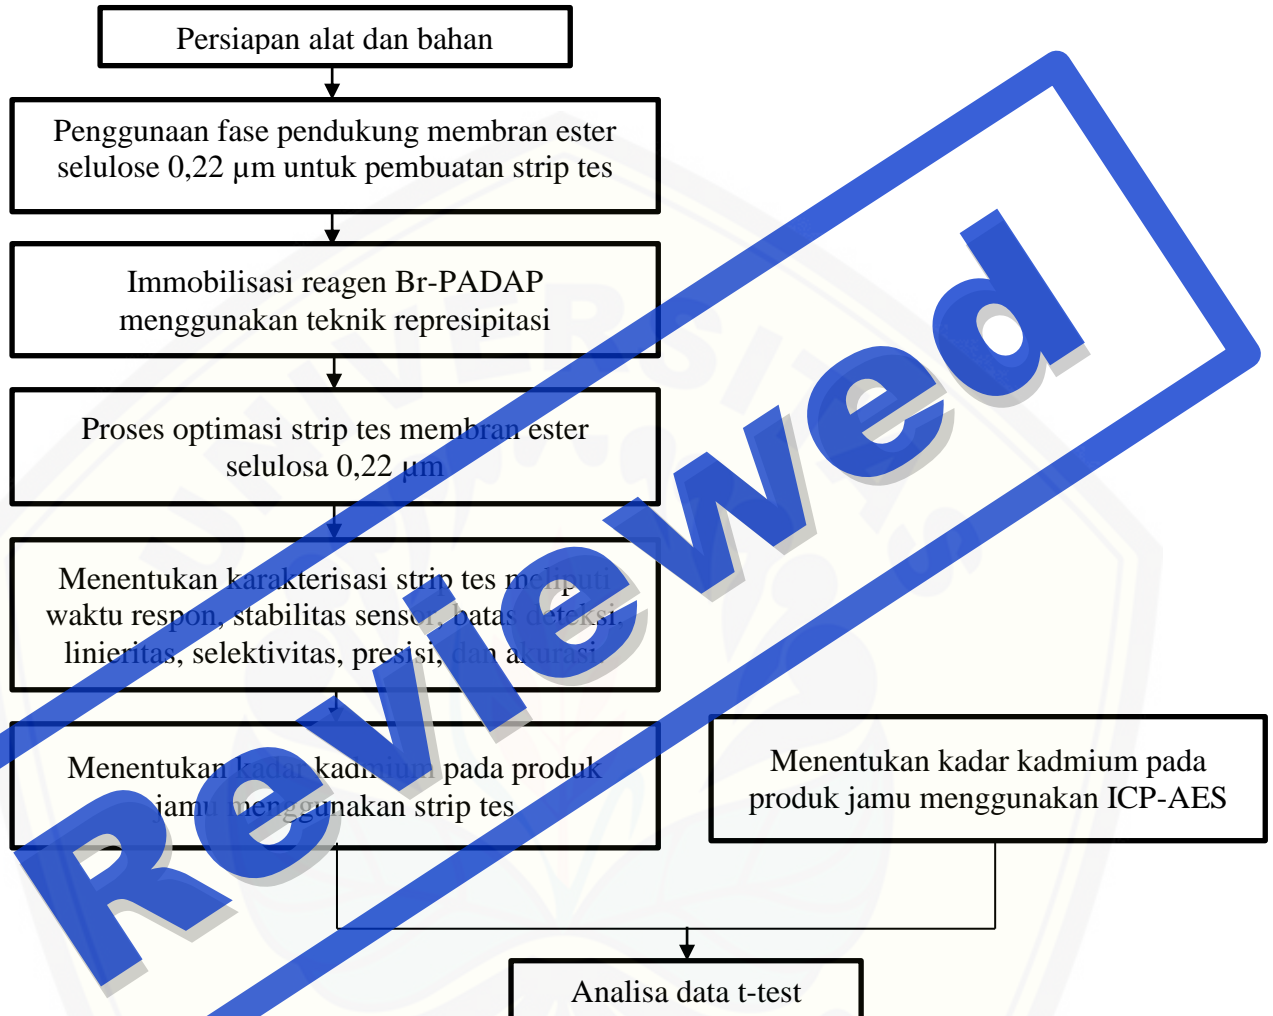 Persiapan alat dan bahan
Penggunaan fase pendukung membran ester
selulose 0,22 µm untuk pembuatan strip tes
Immobilisasi reagen Br-PADAP
menggunakan teknik represipitasi
Proses optimasi strip tes membran ester
selulosa 0,22 µm
Menentukan karakterisasi strip tes meliputi
waktu respon, stabilitas sensor, batas deteksi,
linieritas, selektivitas, presisi, dan akurasi.
Menentukan kadar kadmium pada produk
jamu menggunakan strip tes
Menentukan kadar kadmium pada
produk jamu menggunakan ICP-AES
Analisa data t-test
Reviewed
UNIVERSITAS